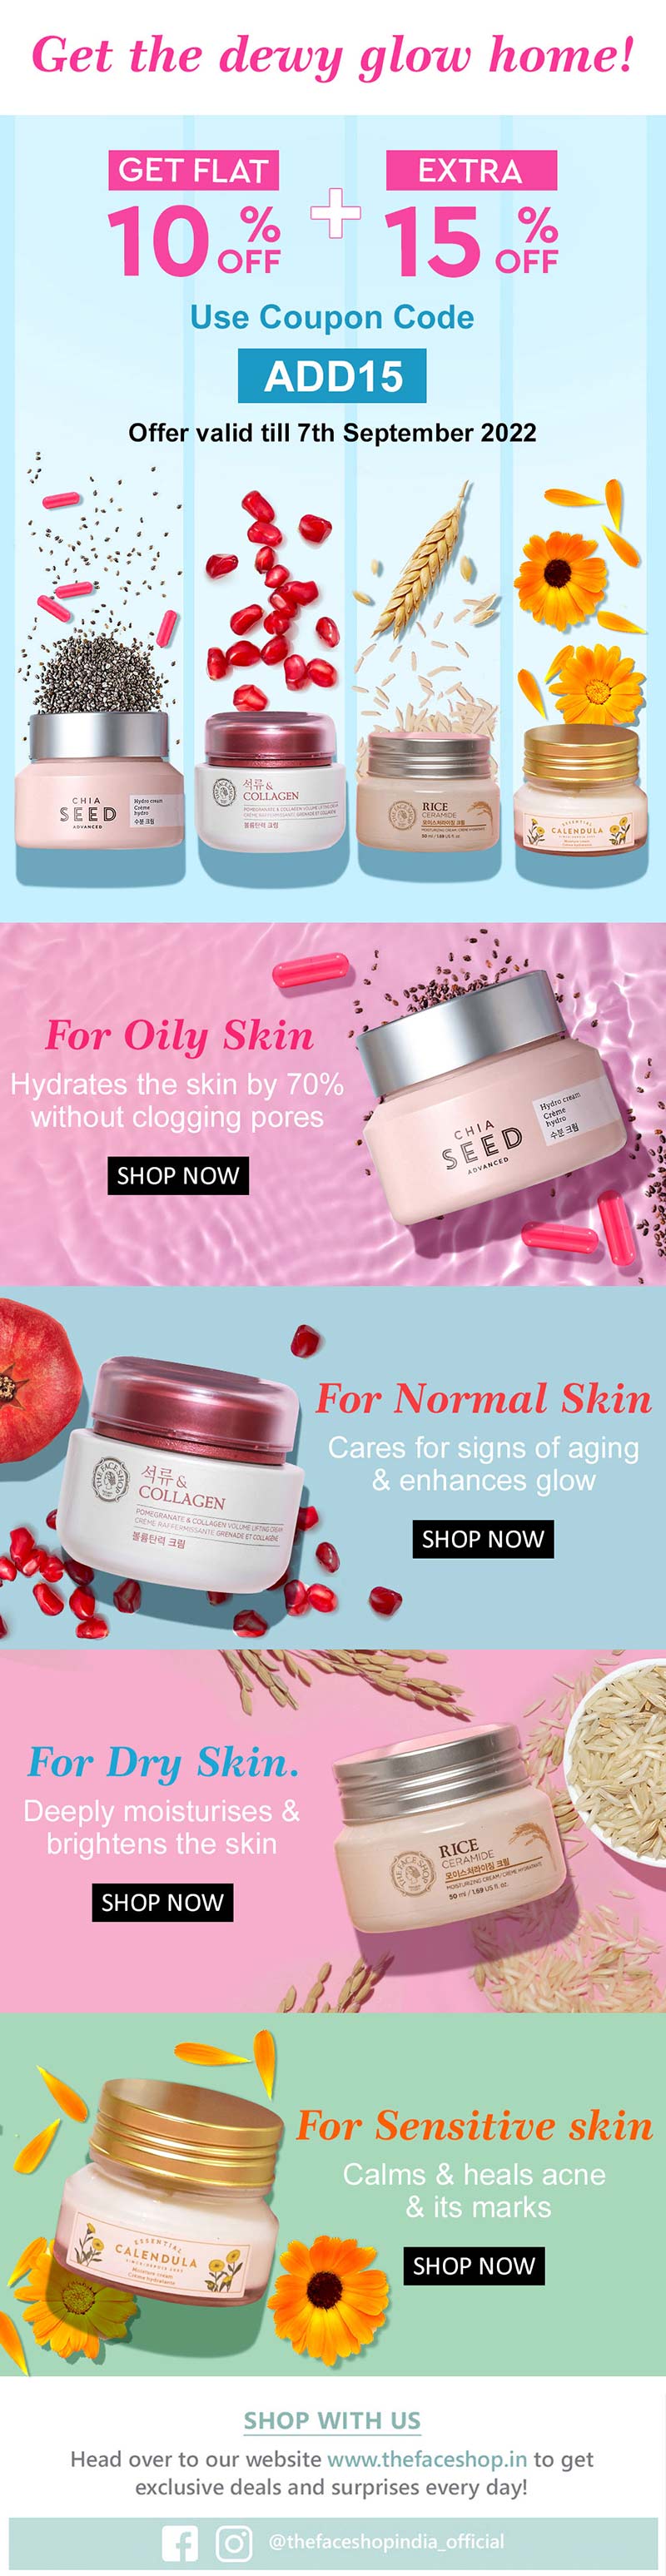 Get the dewy glow home!
GET FLAT
10% OFF
+
EXTRA
15% OFF
Use Coupon Code
ADD15
Offer valid till 7th September 2022
CHIA
SEED
ADVANCED
Hydro cream
Crème
hydro
수분 크림
석류 &
COLLAGEN
POMEGRANATE & COLLAGEN VOLUME LIFTING CREAM
볼륨탄력 크림
RICE
CERAMIDE
모이스처라이징 크림
ESSENTIAL
CALENDULA
For Oily Skin
Hydrates the skin by 70%
without clogging pores
SHOP NOW
CHIA
SEED
ADVANCED
Hydro cream
Crème
hydro
수분 크림
For Normal Skin
Cares for signs of aging
& enhances glow
SHOP NOW
THE FACE SHOP
석류 &
COLLAGEN
POMEGRANATE & COLLAGEN VOLUME LIFTING CREAM
CRÈME RAFFERMISSANTE GRENADE ET COLLAGÈNE
볼륨탄력 크림
For Dry Skin.
Deeply moisturises &
brightens the skin
SHOP NOW
THE FACE SHOP
RICE
CERAMIDE
모이스처라이징 크림
MOISTURIZING CREAM / CRÈME HYDRATANTE
50 ml / 1.69 US fl. oz.
For Sensitive skin
Calms & heals acne
& its marks
SHOP NOW
ESSENTIAL
CALENDULA
Moisture cream
Crème hydratante
SHOP WITH US
Head over to our website www.thefaceshop.in to get
exclusive deals and surprises every day!
@thefaceshopindia_official